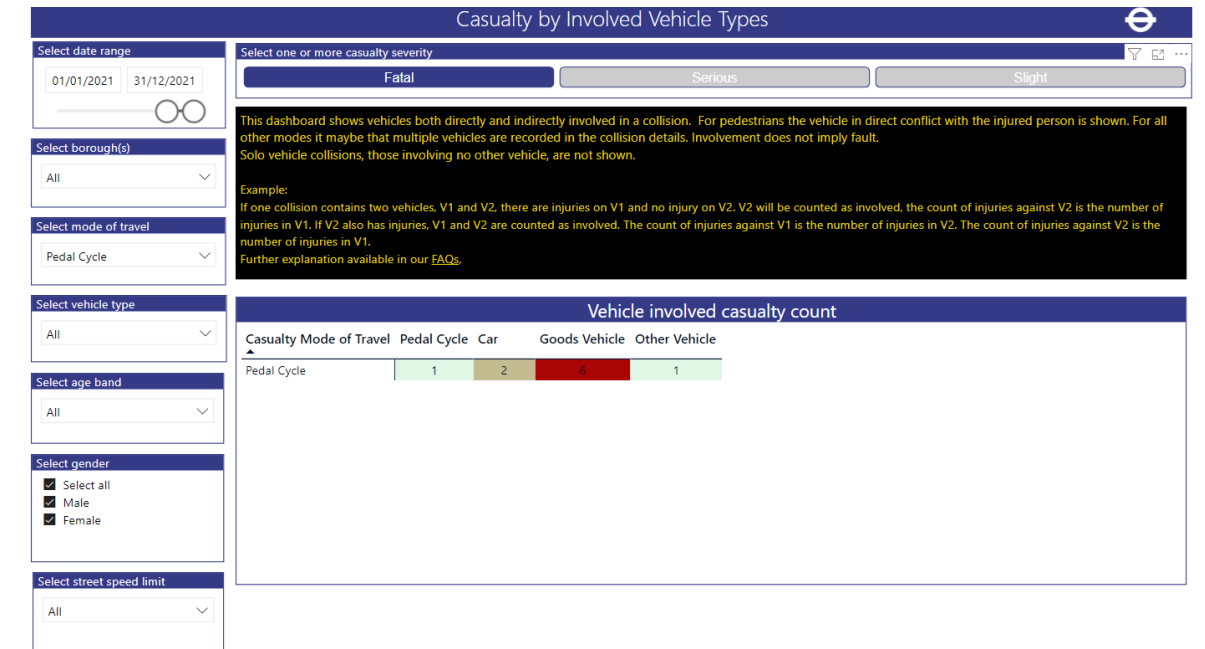 Casualty by Involved Vehicle Types
Select date range
01/01/2021 31/12/2021
Select borough(s)
All
Select mode of travel
Pedal Cycle
Select vehicle type
All
Select age band
All
Select gender
Select all
Male
Female
Select street speed limit
All
Select one or more casualty severity
Fatal Serious Slight
This dashboard shows vehicles both directly and indirectly involved in a collision. For pedestrians the vehicle in direct conflict with the injured person is shown. For all
other modes it maybe that multiple vehicles are recorded in the collision details. Involvement does not imply fault.
Solo vehicle collisions, those involving no other vehicle, are not shown.
Example:
If one collision contains two vehicles, V1 and V2, there are injuries on V1 and no injury on V2. V2 will be counted as involved, the count of injuries against V2 is the number of
injuries in V1. If V2 also has injuries, V1 and V2 are counted as involved. The count of injuries against V1 is the number of injuries in V2. The count of injuries against V2 is the
number of injuries in V1.
Further explanation available in our FAQs.
Vehicle involved casualty count
Casualty Mode of Travel Pedal Cycle Car Goods Vehicle Other Vehicle
Pedal Cycle 1 2 6 1